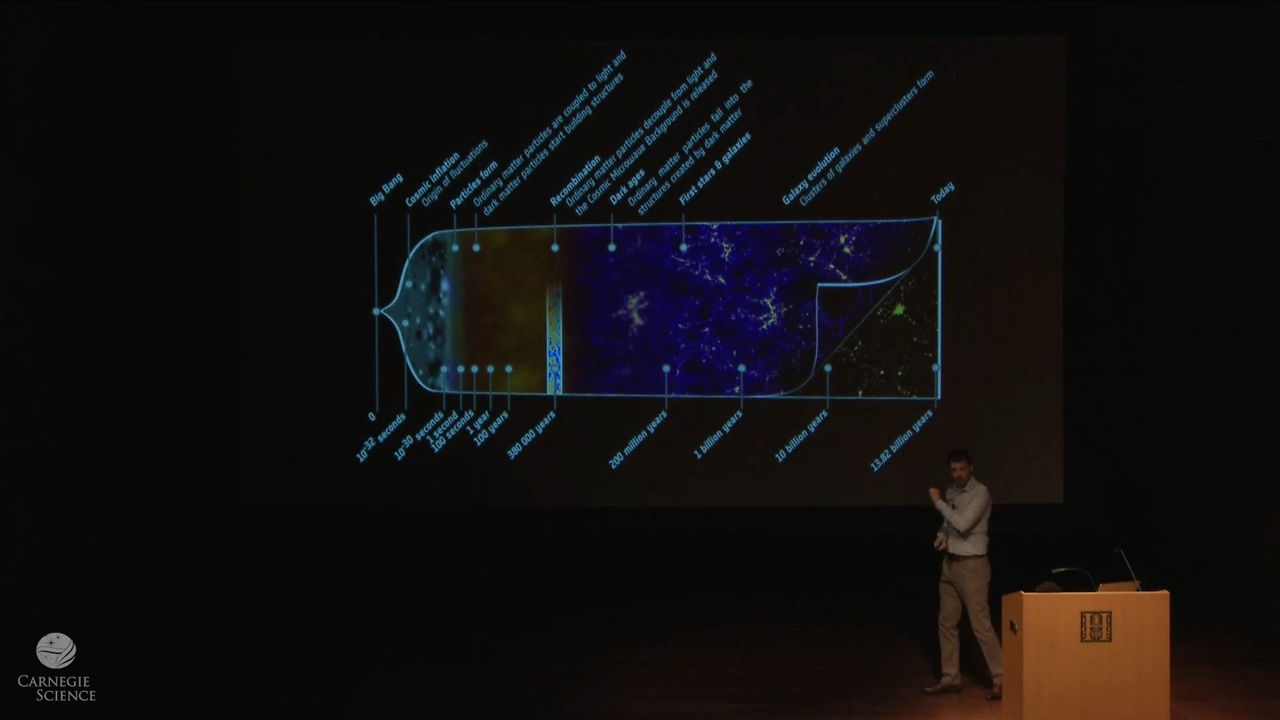 Big Bang
Cosmic inflation
Origin of fluctuations
Particles form
Ordinary matter particles are coupled to light and
dark matter particles start building structures
Recombination
Ordinary matter particles decouple from light and
the Cosmic Microwave Background is released
Dark ages
Ordinary matter particles fall into the
structures created by dark matter
First stars & galaxies
Galaxy evolution
Clusters of galaxies and superclusters form
Today
0
10⁻³² seconds
10⁻³⁰ seconds
1 second
100 seconds
1 year
100 years
380 000 years
200 million years
1 billion years
10 billion years
13.82 billion years
CARNEGIE
SCIENCE